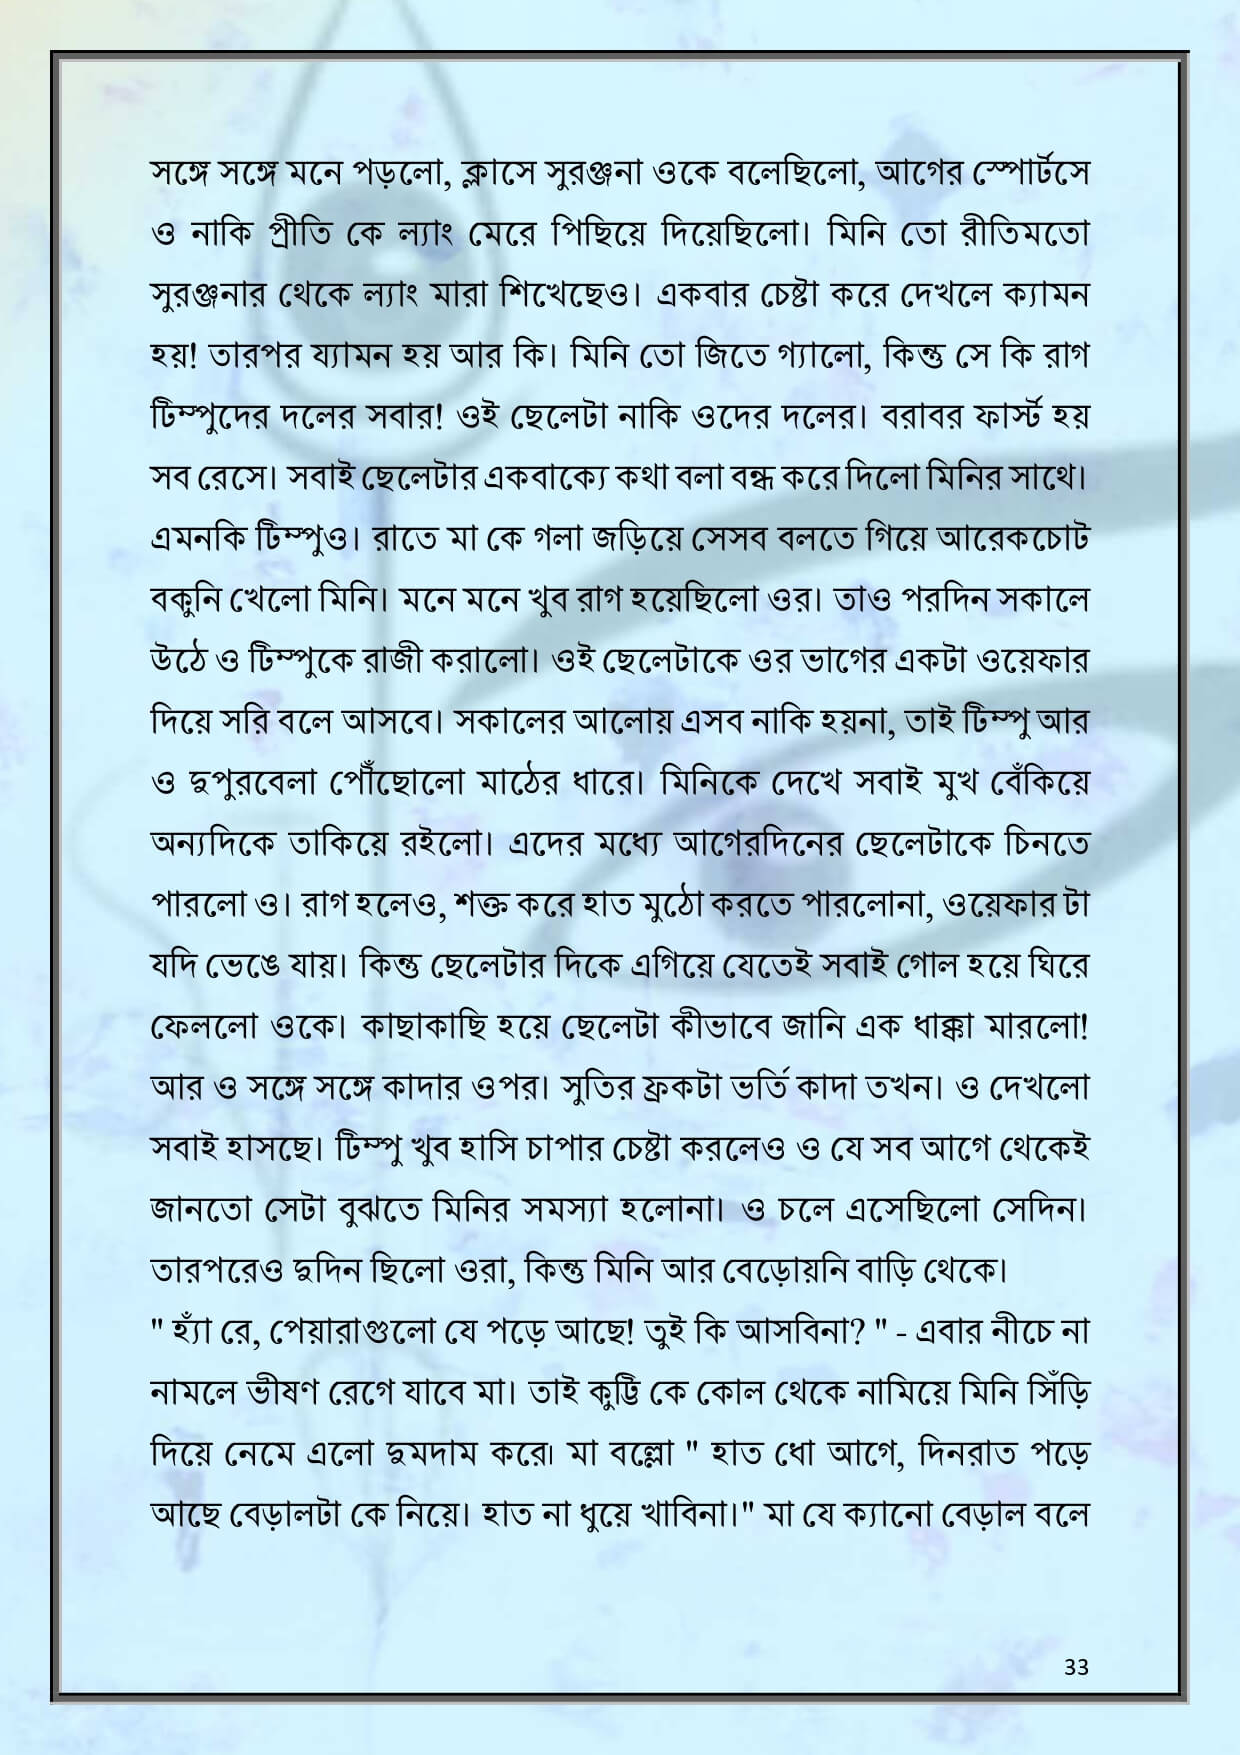 সঙ্গে সঙ্গে মনে পড়লো, ক্লাসে সুরঞ্জনা ওকে বলেছিলো, আগের স্পোর্টসে
ও নাকি প্রীতি কে ল্যাং মেরে পিছিয়ে দিয়েছিলো। মিনি তো রীতিমতো
সুরঞ্জনার থেকে ল্যাং মারা শিখেছেও। একবার চেষ্টা করে দেখলে ক্যামন
হয়! তারপর য্যামন হয় আর কি। মিনি তো জিতে গ্যালো, কিন্তু সে কি রাগ
টিম্পুদের দলের সবার! ওই ছেলেটা নাকি ওদের দলের। বরাবর ফার্স্ট হয়
সব রেসে। সবাই ছেলেটার একবাক্যে কথা বলা বন্ধ করে দিলো মিনির সাথে।
এমনকি টিম্পুও। রাতে মা কে গলা জড়িয়ে সেসব বলতে গিয়ে আরেকচোট
বকুনি খেলো মিনি। মনে মনে খুব রাগ হয়েছিলো ওর। তাও পরদিন সকালে
উঠে ও টিম্পুকে রাজী করালো। ওই ছেলেটাকে ওর ভাগের একটা ওয়েফার
দিয়ে সরি বলে আসবে। সকালের আলোয় এসব নাকি হয়না, তাই টিম্পু আর
ও দুপুরবেলা পৌঁছোলো মাঠের ধারে। মিনিকে দেখে সবাই মুখ বেঁকিয়ে
অন্যদিকে তাকিয়ে রইলো। এদের মধ্যে আগেরদিনের ছেলেটাকে চিনতে
পারলো ও। রাগ হলেও, শক্ত করে হাত মুঠো করতে পারলোনা, ওয়েফার টা
যদি ভেঙে যায়। কিন্তু ছেলেটার দিকে এগিয়ে যেতেই সবাই গোল হয়ে ঘিরে
ফেললো ওকে। কাছাকাছি হয়ে ছেলেটা কীভাবে জানি এক ধাক্কা মারলো!
আর ও সঙ্গে সঙ্গে কাদার ওপর। সুতির ফ্রকটা ভর্তি কাদা তখন। ও দেখলো
সবাই হাসছে। টিম্পু খুব হাসি চাপার চেষ্টা করলেও ও যে সব আগে থেকেই
জানতো সেটা বুঝতে মিনির সমস্যা হলোনা। ও চলে এসেছিলো সেদিন।
তারপরেও দুদিন ছিলো ওরা, কিন্তু মিনি আর বেড়োয়নি বাড়ি থেকে।
" হ্যাঁ রে, পেয়ারাগুলো যে পড়ে আছে! তুই কি আসবিনা? " - এবার নীচে না
নামলে ভীষণ রেগে যাবে মা। তাই কুট্টি কে কোল থেকে নামিয়ে মিনি সিঁড়ি
দিয়ে নেমে এলো দুমদাম করে৷ মা বল্লো " হাত ধো আগে, দিনরাত পড়ে
আছে বেড়ালটা কে নিয়ে। হাত না ধুয়ে খাবিনা।" মা যে ক্যানো বেড়াল বলে
33